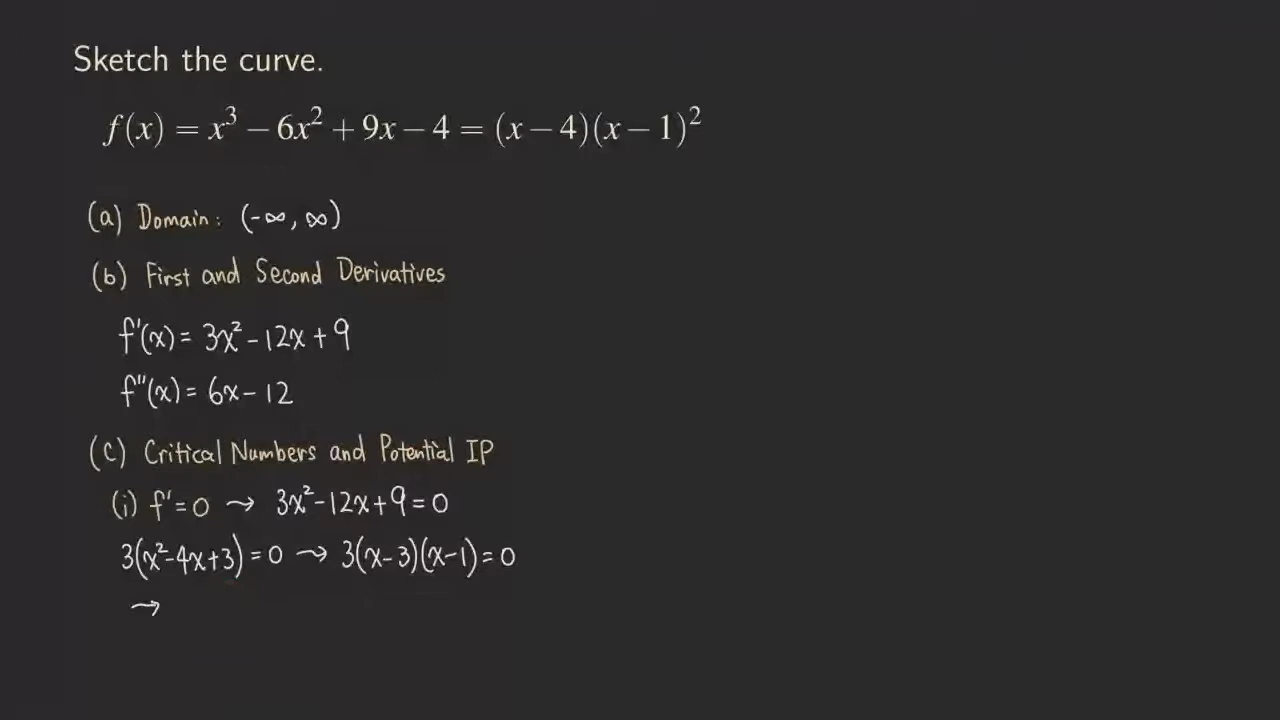 Sketch the curve.
f(x) = x³ − 6x² + 9x − 4 = (x − 4)(x − 1)²
(a) Domain: (-∞, ∞)
(b) First and Second Derivatives
f'(x) = 3x² - 12x + 9
f"(x) = 6x - 12
(C) Critical Numbers and Potential IP
(i) f' = 0 → 3x² - 12x + 9 = 0
3(x² - 4x + 3) = 0 → 3(x - 3)(x - 1) = 0
→